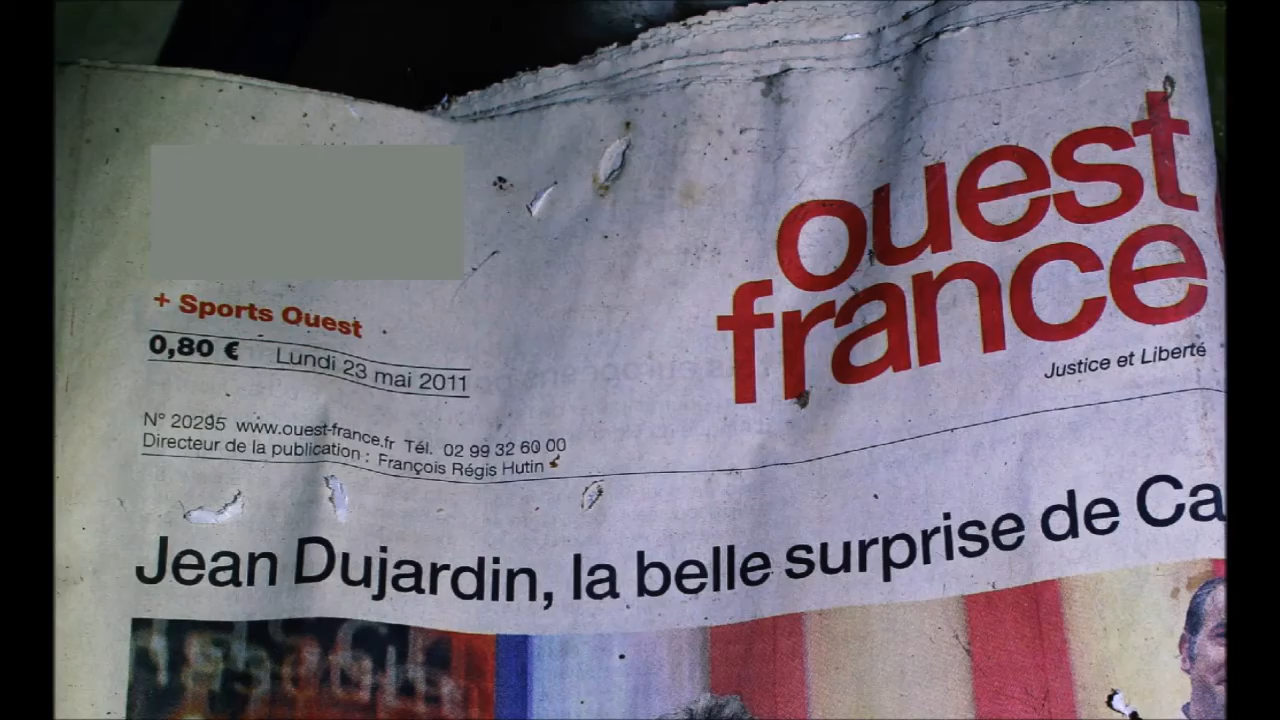 ouest
france
Justice et Liberté
+ Sports Ouest
0,80 € Lundi 23 mai 2011
N° 20295 www.ouest-france.fr Tél. 02 99 32 60 00
Directeur de la publication : François Régis Hutin
Jean Dujardin, la belle surprise de Ca